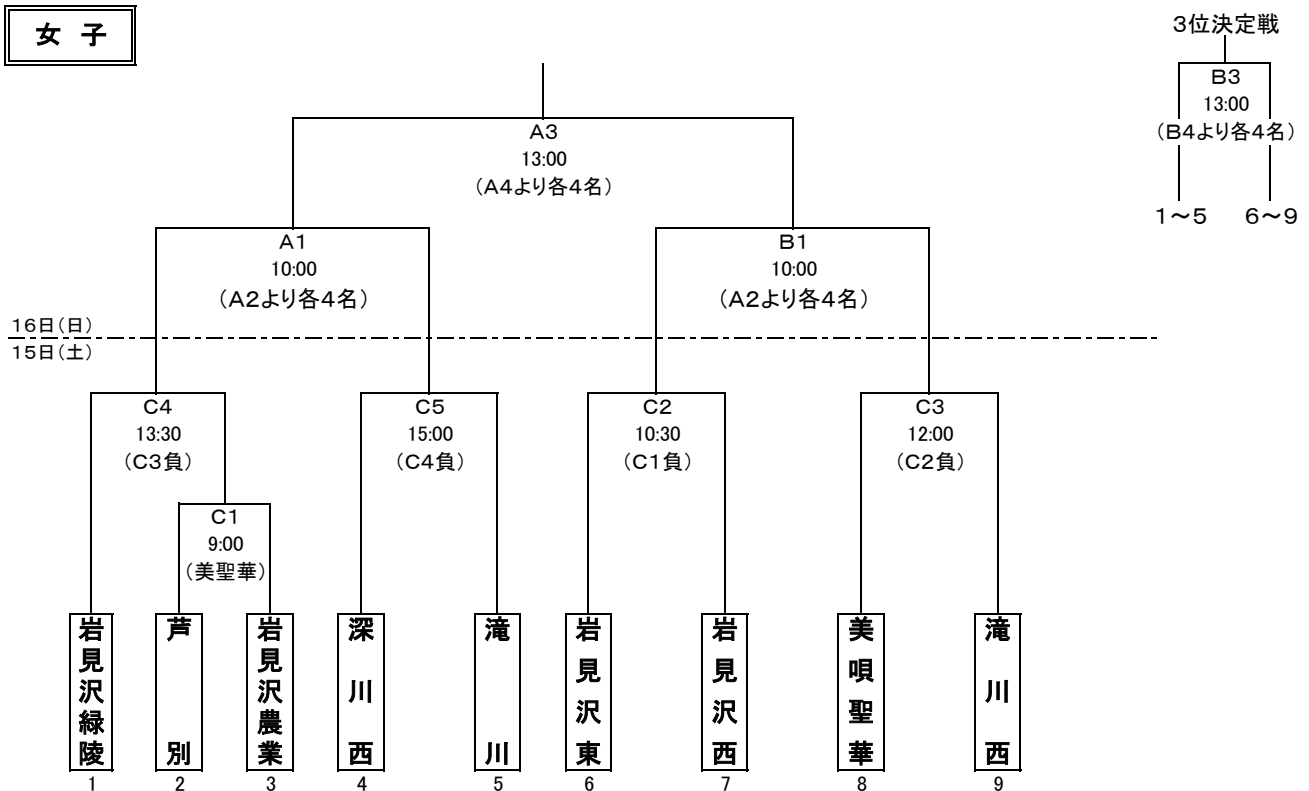 女 子
3位決定戦
B3
13:00
（B4より各4名）
1～5 6～9
A3
13:00
（A4より各4名）
A1
10:00
（A2より各4名）
B1
10:00
（A2より各4名）
16日（日）
15日（土）
C4
13:30
（C3負）
C5
15:00
（C4負）
C2
10:30
（C1負）
C3
12:00
（C2負）
C1
9:00
（美聖華）
岩見沢緑陵
芦別
岩見沢農業
深川西
滝川
岩見沢東
岩見沢西
美唄聖華
滝川西
1 2 3 4 5 6 7 8 9